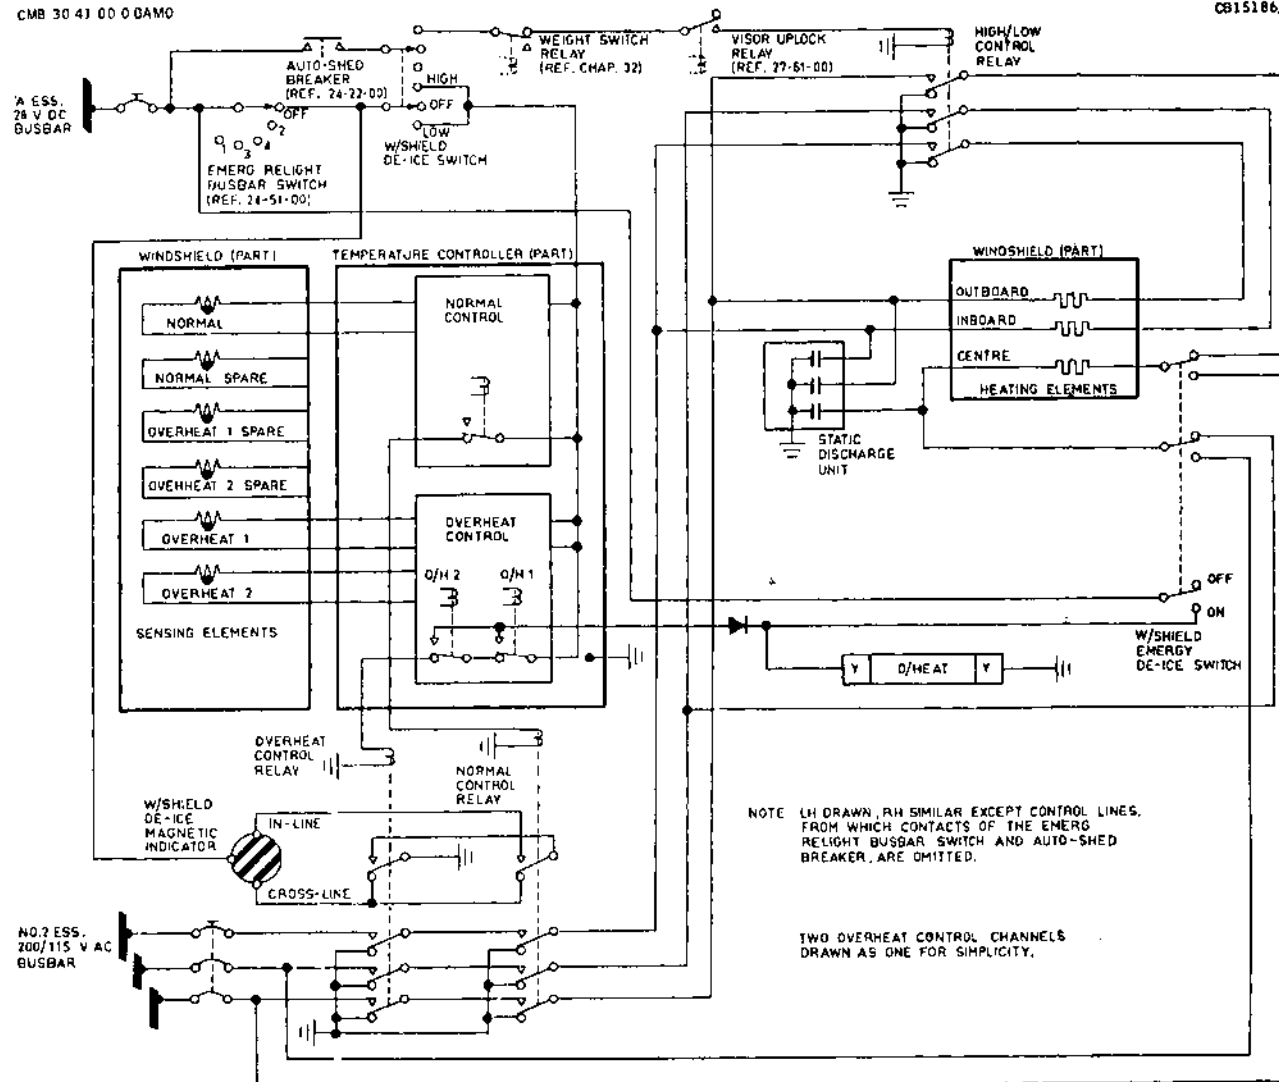 CMB 30 41 00 0 0AM0
CB15186
'A ESS.
28 V DC
BUSBAR
AUTO-SHED
BREAKER
(REF. 24-22-00)
OFF
2
1
3
4
EMERG RELIGHT
BUSBAR SWITCH
(REF. 24-51-00)
HIGH
OFF
LOW
W/SHIELD
DE-ICE SWITCH
WEIGHT SWITCH
RELAY
(REF. CHAP. 32)
VISOR UPLOCK
RELAY
(REF. 27-61-00)
HIGH/LOW
CONTROL
RELAY
WINDSHIELD (PART)
NORMAL
NORMAL SPARE
OVERHEAT 1 SPARE
OVERHEAT 2 SPARE
OVERHEAT 1
OVERHEAT 2
SENSING ELEMENTS
TEMPERATURE CONTROLLER (PART)
NORMAL
CONTROL
OVERHEAT
CONTROL
O/H 2
O/H 1
WINDSHIELD (PART)
OUTBOARD
INBOARD
CENTRE
HEATING ELEMENTS
STATIC
DISCHARGE
UNIT
OFF
ON
W/SHIELD
EMERGY
DE-ICE SWITCH
Y
O/HEAT
Y
OVERHEAT
CONTROL
RELAY
NORMAL
CONTROL
RELAY
W/SHIELD
DE-ICE
MAGNETIC
INDICATOR
IN-LINE
CROSS-LINE
NO.2 ESS.
200/115 V AC
BUSBAR
NOTE LH DRAWN, RH SIMILAR EXCEPT CONTROL LINES,
FROM WHICH CONTACTS OF THE EMERG
RELIGHT BUSBAR SWITCH AND AUTO-SHED
BREAKER, ARE OMITTED.
TWO OVERHEAT CONTROL CHANNELS
DRAWN AS ONE FOR SIMPLICITY.